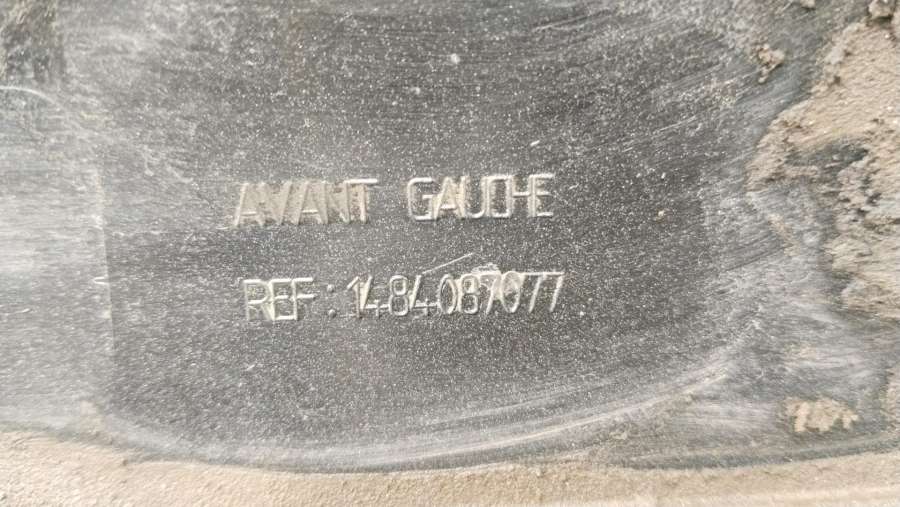 AVANT GAUCHE
REF : 1484087077